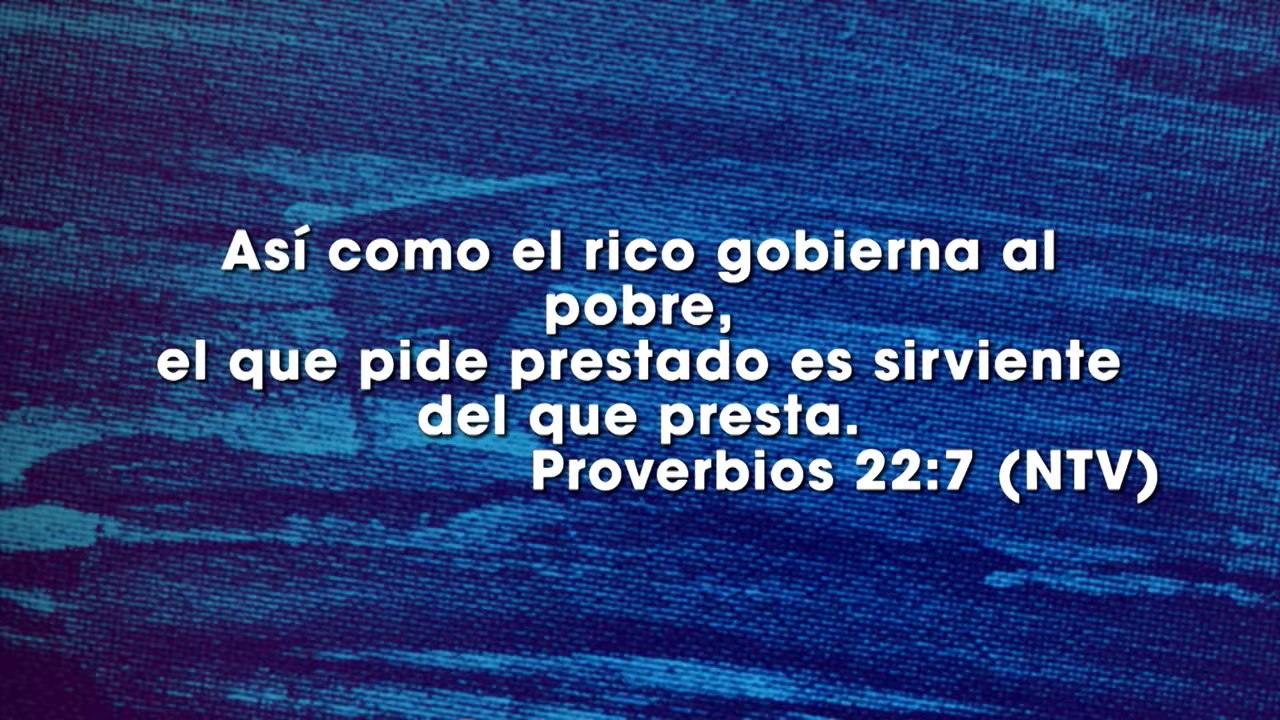 Así como el rico gobierna al
pobre,
el que pide prestado es sirviente
del que presta.
Proverbios 22:7 (NTV)